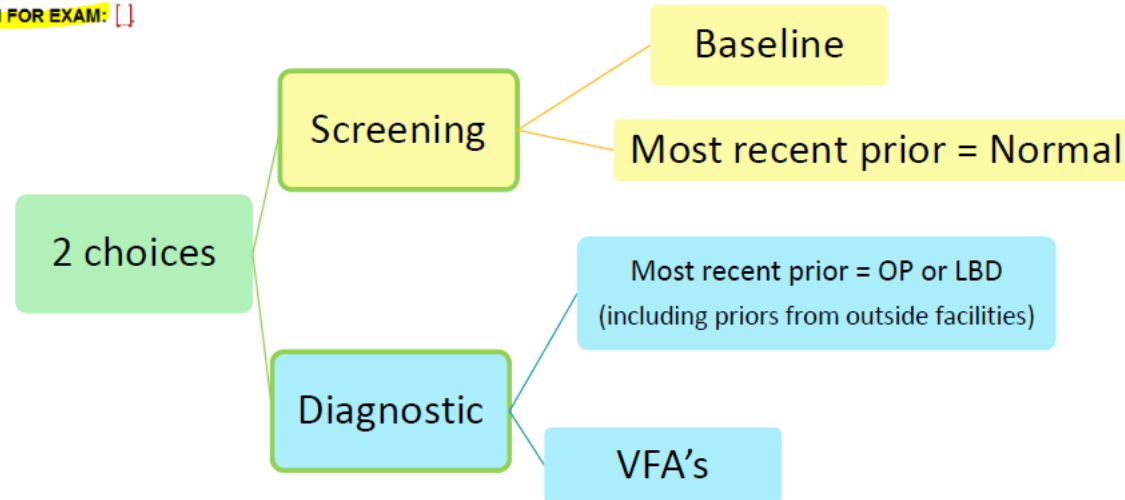 FOR EXAM: [ ]
Baseline
Screening
Most recent prior = Normal
2 choices
Most recent prior = OP or LBD
(including priors from outside facilities)
Diagnostic
VFA's